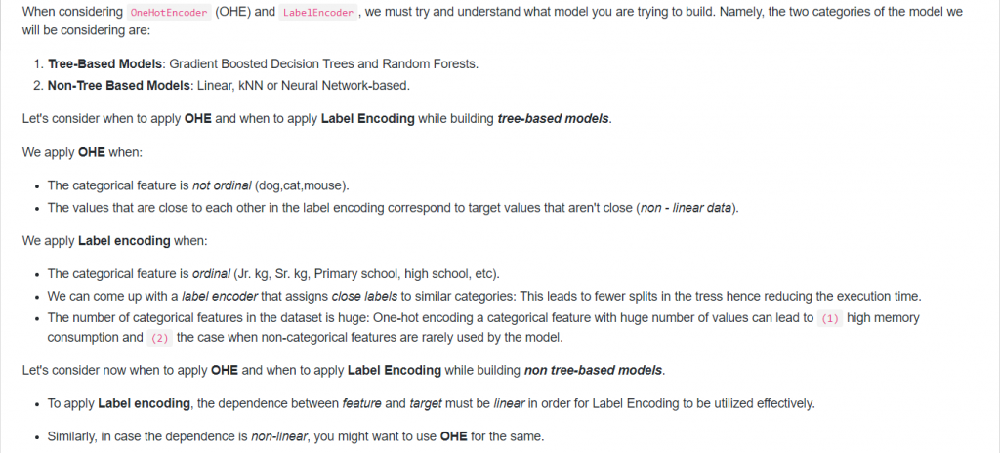 When considering OneHotEncoder (OHE) and LabelEncoder , we must try and understand what model you are trying to build. Namely, the two categories of the model we
will be considering are:
1. Tree-Based Models: Gradient Boosted Decision Trees and Random Forests.
2. Non-Tree Based Models: Linear, kNN or Neural Network-based.
Let's consider when to apply OHE and when to apply Label Encoding while building tree-based models.
We apply OHE when:
• The categorical feature is not ordinal (dog,cat,mouse).
• The values that are close to each other in the label encoding correspond to target values that aren't close (non - linear data).
We apply Label encoding when:
• The categorical feature is ordinal (Jr. kg, Sr. kg, Primary school, high school, etc).
• We can come up with a label encoder that assigns close labels to similar categories: This leads to fewer splits in the tress hence reducing the execution time.
• The number of categorical features in the dataset is huge: One-hot encoding a categorical feature with huge number of values can lead to (1) high memory
consumption and (2) the case when non-categorical features are rarely used by the model.
Let's consider now when to apply OHE and when to apply Label Encoding while building non tree-based models.
• To apply Label encoding, the dependence between feature and target must be linear in order for Label Encoding to be utilized effectively.
• Similarly, in case the dependence is non-linear, you might want to use OHE for the same.